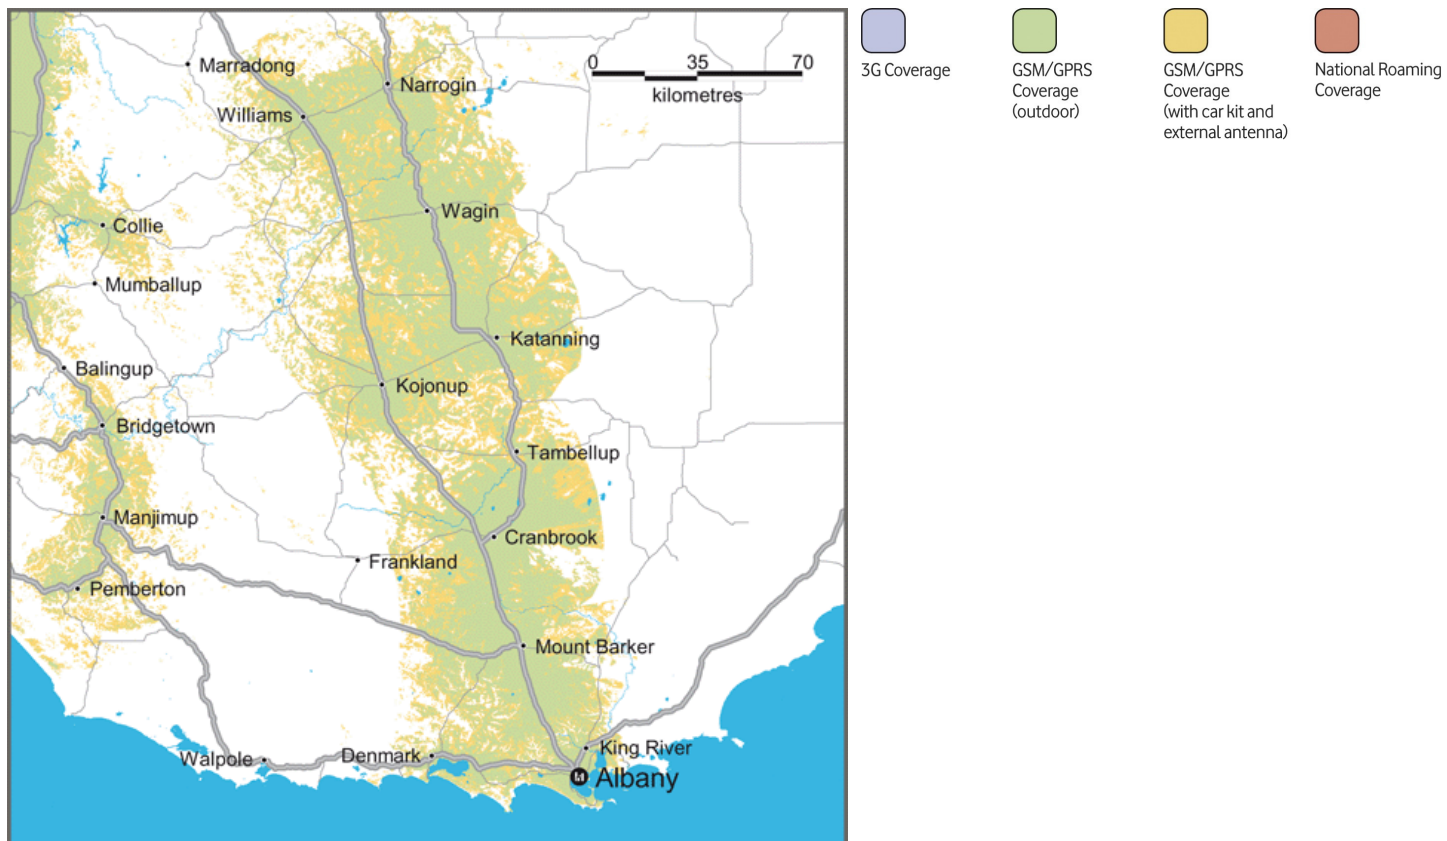 0 35 70
kilometres
Marradong
Narrogin
Williams
Wagin
Collie
Mumballup
Katanning
Balingup
Kojonup
Bridgetown
Tambellup
Manjimup
Cranbrook
Frankland
Pemberton
Mount Barker
King River
Walpole
Denmark
Albany
3G Coverage
GSM/GPRS
Coverage
(outdoor)
GSM/GPRS
Coverage
(with car kit and
external antenna)
National Roaming
Coverage